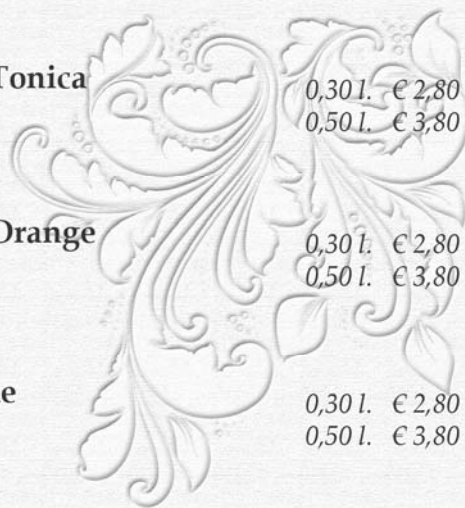 Tonica
0,30 l. € 2,80
0,50 l. € 3,80
Orange
0,30 l. € 2,80
0,50 l. € 3,80
0,30 l. € 2,80
0,50 l. € 3,80